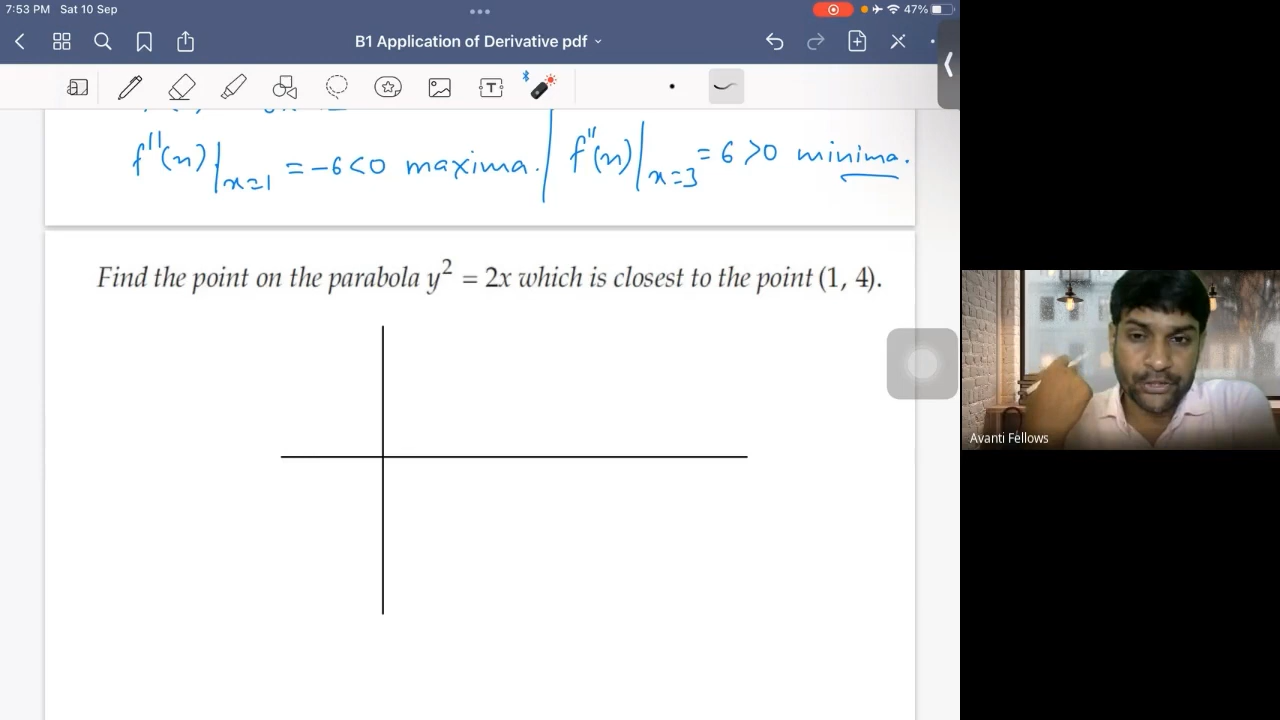 7:53 PM Sat 10 Sep
47%
B1 Application of Derivative pdf
T
f''(x)|x=1 = -6<0 maxima. | f''(x)|x=3 = 6 >0 minima.
Find the point on the parabola y² = 2x which is closest to the point (1, 4).
Avanti Fellows